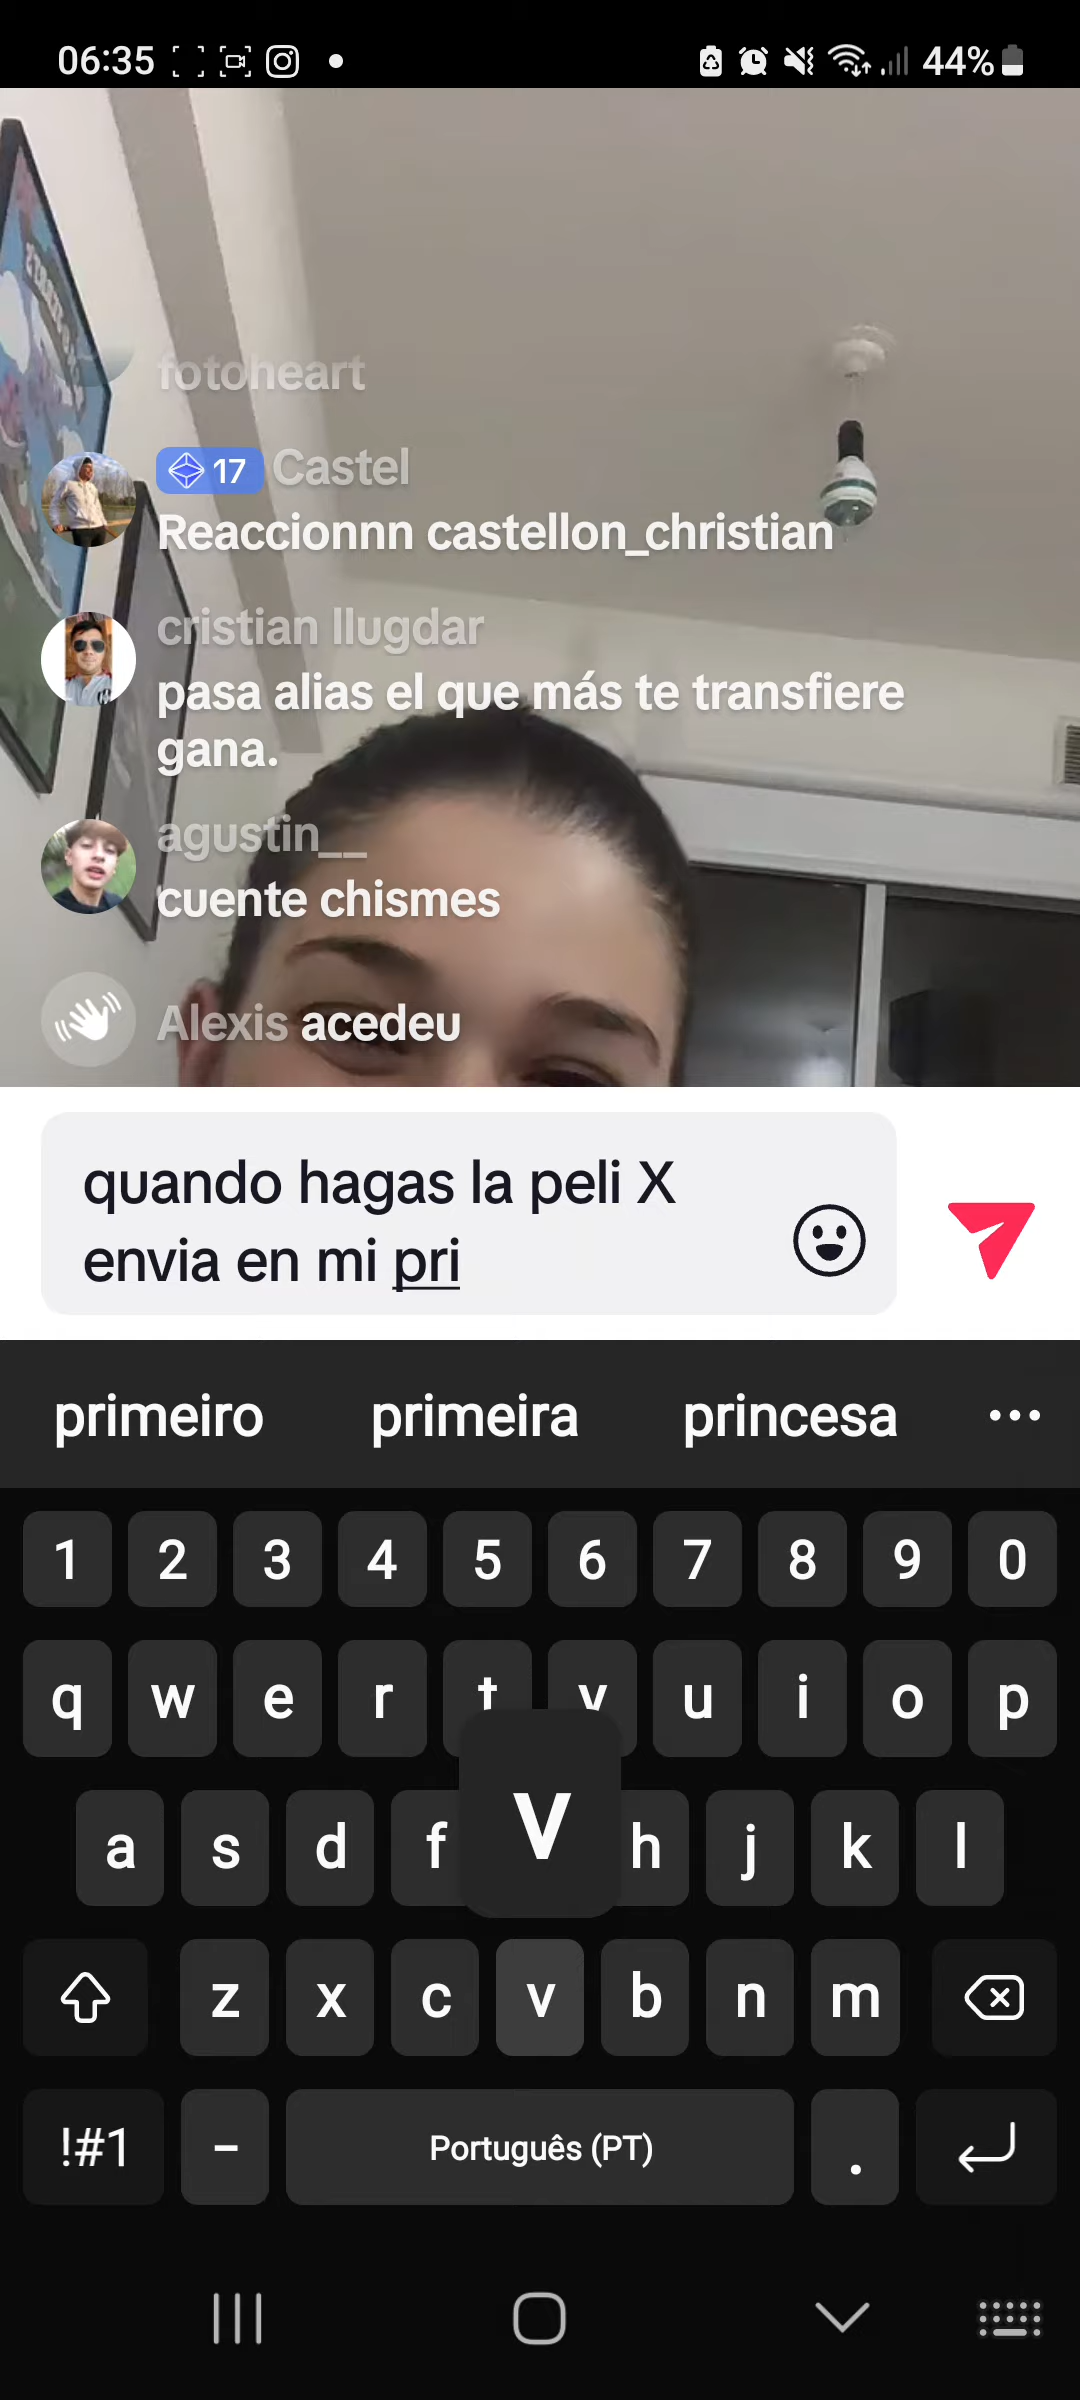 06:35
44%
fotoheart
17 Castel
Reaccionnn castellon_christian
cristian llugdar
pasa alias el que más te transfiere
gana.
agustin__
cuente chismes
Alexis acedeu
quando hagas la peli X
envia en mi pri
primeiro primeira princesa
1 2 3 4 5 6 7 8 9 0
q w e r t y u i o p
a s d f v h j k l
z x c v b n m
!#1 - Português (PT) .